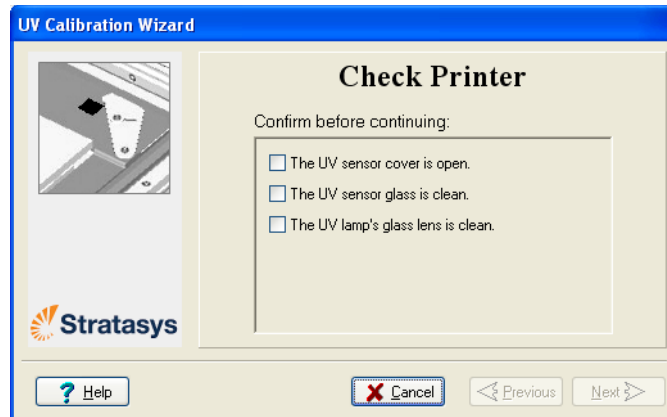 UV Calibration Wizard
Check Printer
Confirm before continuing:
The UV sensor cover is open.
The UV sensor glass is clean.
The UV lamp's glass lens is clean.
Stratasys
? Help
Cancel
Previous
Next